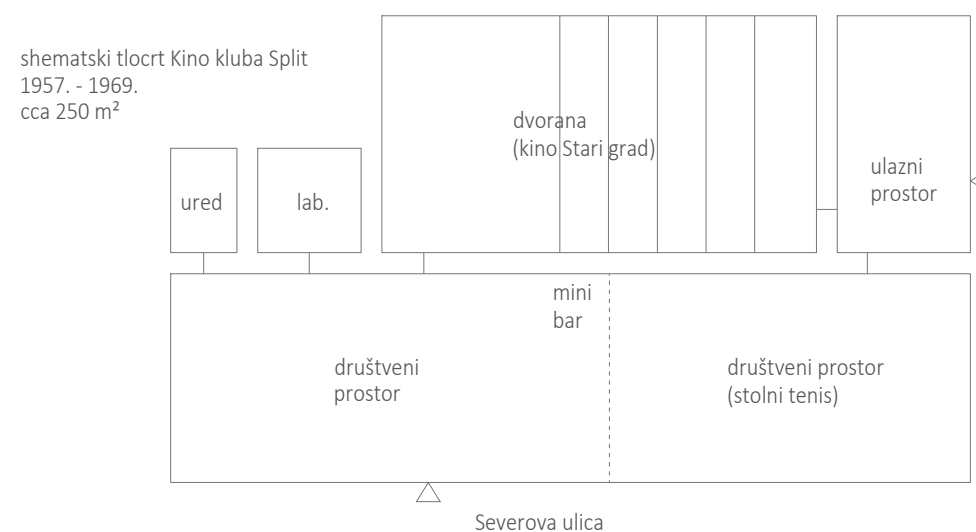 shematski tlocrt Kino kluba Split
1957. - 1969.
cca 250 m²
dvorana
(kino Stari grad)
ulazni
prostor
ured
lab.
mini
bar
društveni
prostor
društveni prostor
(stolni tenis)
Severova ulica